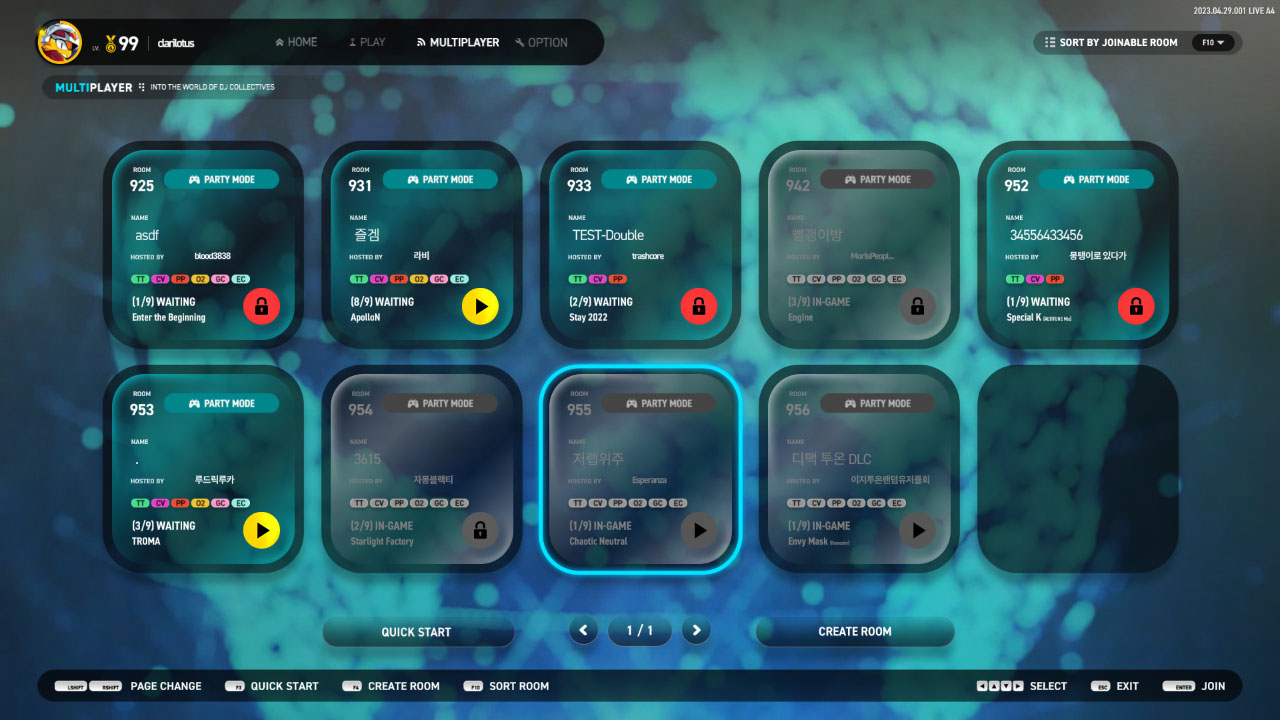 2023.04.29.001 LIVE A4
LV. 99 darilotus
HOME PLAY MULTIPLAYER OPTION
SORT BY JOINABLE ROOM F10
MULTIPLAYER INTO THE WORLD OF DJ COLLECTIVES
ROOM
925 PARTY MODE
NAME
asdf
HOSTED BY blood3838
TT CV PP O2 GC EC
(1/9) WAITING
Enter the Beginning
ROOM
931 PARTY MODE
NAME
즐겜
HOSTED BY 라비
TT CV PP O2 GC EC
(8/9) WAITING
ApolloN
ROOM
933 PARTY MODE
NAME
TEST-Double
HOSTED BY trashcore
TT CV PP
(2/9) WAITING
Stay 2022
ROOM
942 PARTY MODE
NAME
빨갱이방
HOSTED BY MorisPeopl...
TT CV PP O2 GC EC
(3/9) IN-GAME
Engine
ROOM
952 PARTY MODE
NAME
34556433456
HOSTED BY 뭉탱이로 있다가
TT CV PP
(1/9) WAITING
Special K
ROOM
953 PARTY MODE
NAME
.
HOSTED BY 루드릭루카
TT CV PP O2 GC EC
(3/9) WAITING
TROMA
ROOM
954 PARTY MODE
NAME
3615
HOSTED BY 자몽블랙티
TT CV PP O2 GC EC
(2/9) IN-GAME
Starlight Factory
ROOM
955 PARTY MODE
NAME
저렙위주
HOSTED BY Esperanza
TT CV PP O2 GC EC
(1/9) IN-GAME
Chaotic Neutral
ROOM
956 PARTY MODE
NAME
디맥 투온 DLC
HOSTED BY 이지투온랜덤유저틀회
TT CV PP O2 GC EC
(1/9) IN-GAME
Envy Mask (Remaster)
QUICK START 1 / 1 CREATE ROOM
LSHIFT RSHIFT PAGE CHANGE F3 QUICK START F4 CREATE ROOM F10 SORT ROOM SELECT ESC EXIT ENTER JOIN